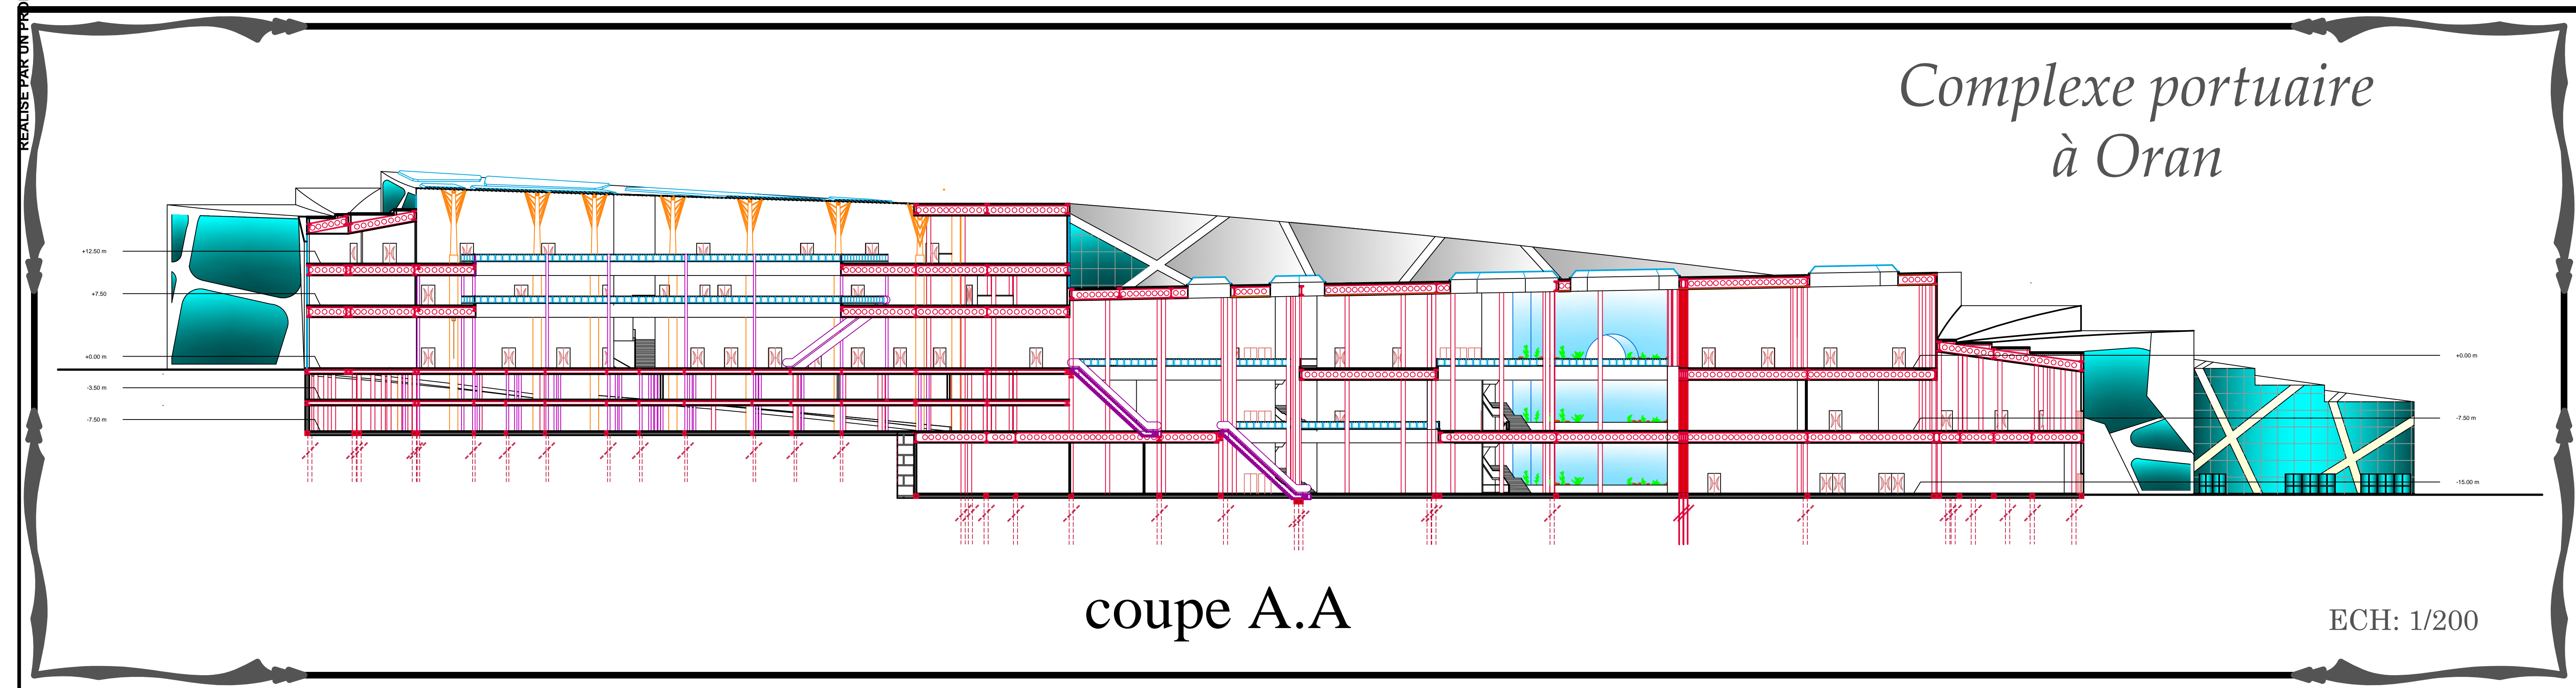 REALISE PAR UN PRO
Complexe portuaire
à Oran
+12.50 m
+7.50
+0.00 m
-3.50 m
-7.50 m
+0.00 m
-7.50 m
-15.00 m
coupe A.A
ECH: 1/200